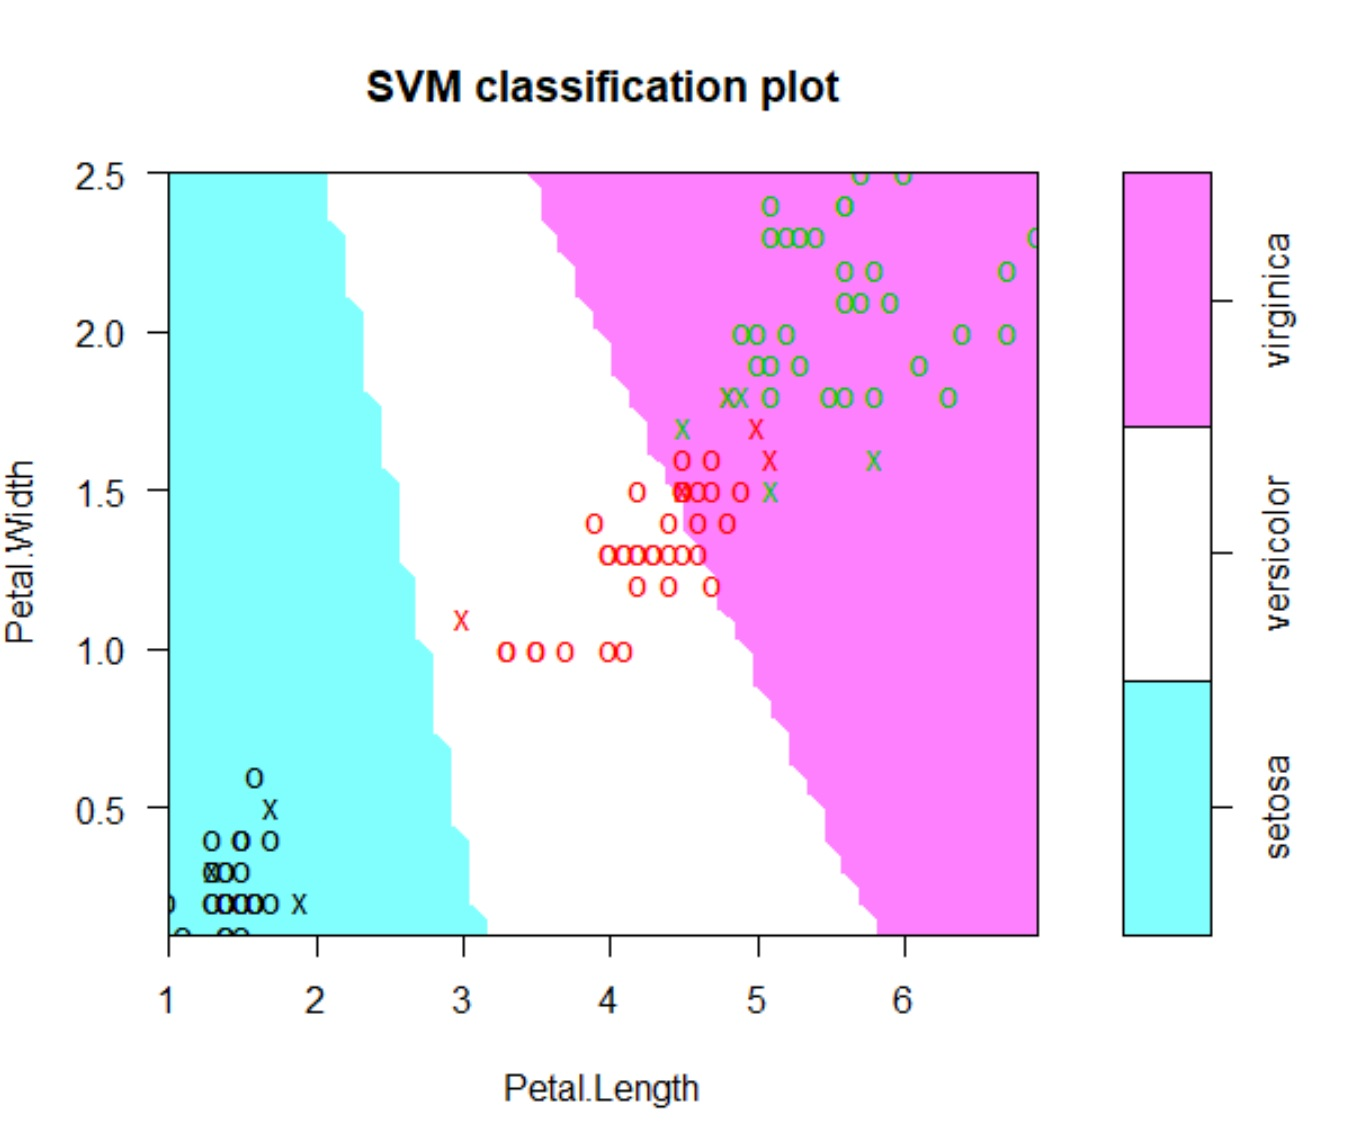 SVM classification plot
Petal.Width
2.5
2.0
1.5
1.0
0.5
1 2 3 4 5 6
Petal.Length
virginica
versicolor
setosa